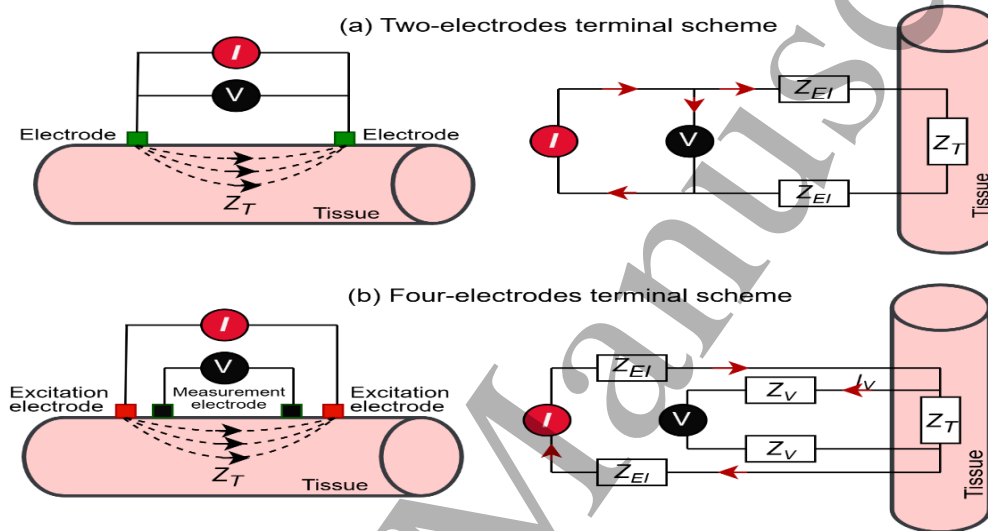 (a) Two-electrodes terminal scheme
I
V
Electrode
Electrode
Z_T
Tissue
I
V
Z_EI
Z_EI
Z_T
Tissue
(b) Four-electrodes terminal scheme
I
V
Excitation
electrode
Measurement
electrode
Excitation
electrode
Z_T
Tissue
I
V
Z_EI
Z_EI
I_V
Z_V
Z_V
Z_T
Tissue
Manusc